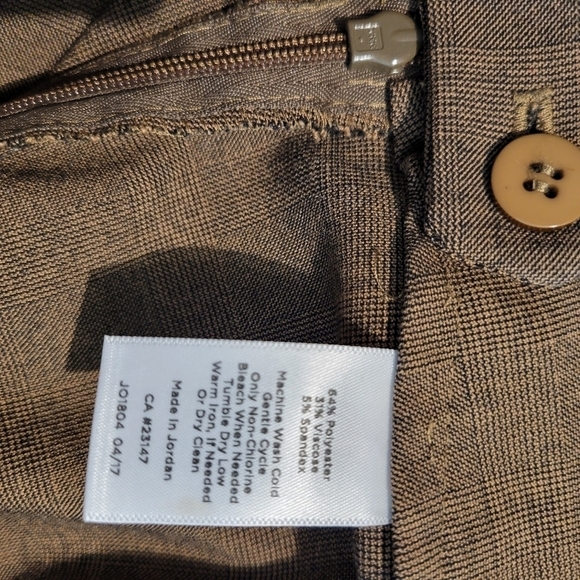 64% Polyester
31% Viscose
5% Spandex
Machine Wash Cold
Gentle Cycle
Only Non-Chlorine
Bleach When Needed
Tumble Dry Low
Warm Iron, If Needed
Or Dry Clean
Made In Jordan
CA #23147
JO1804 04/17